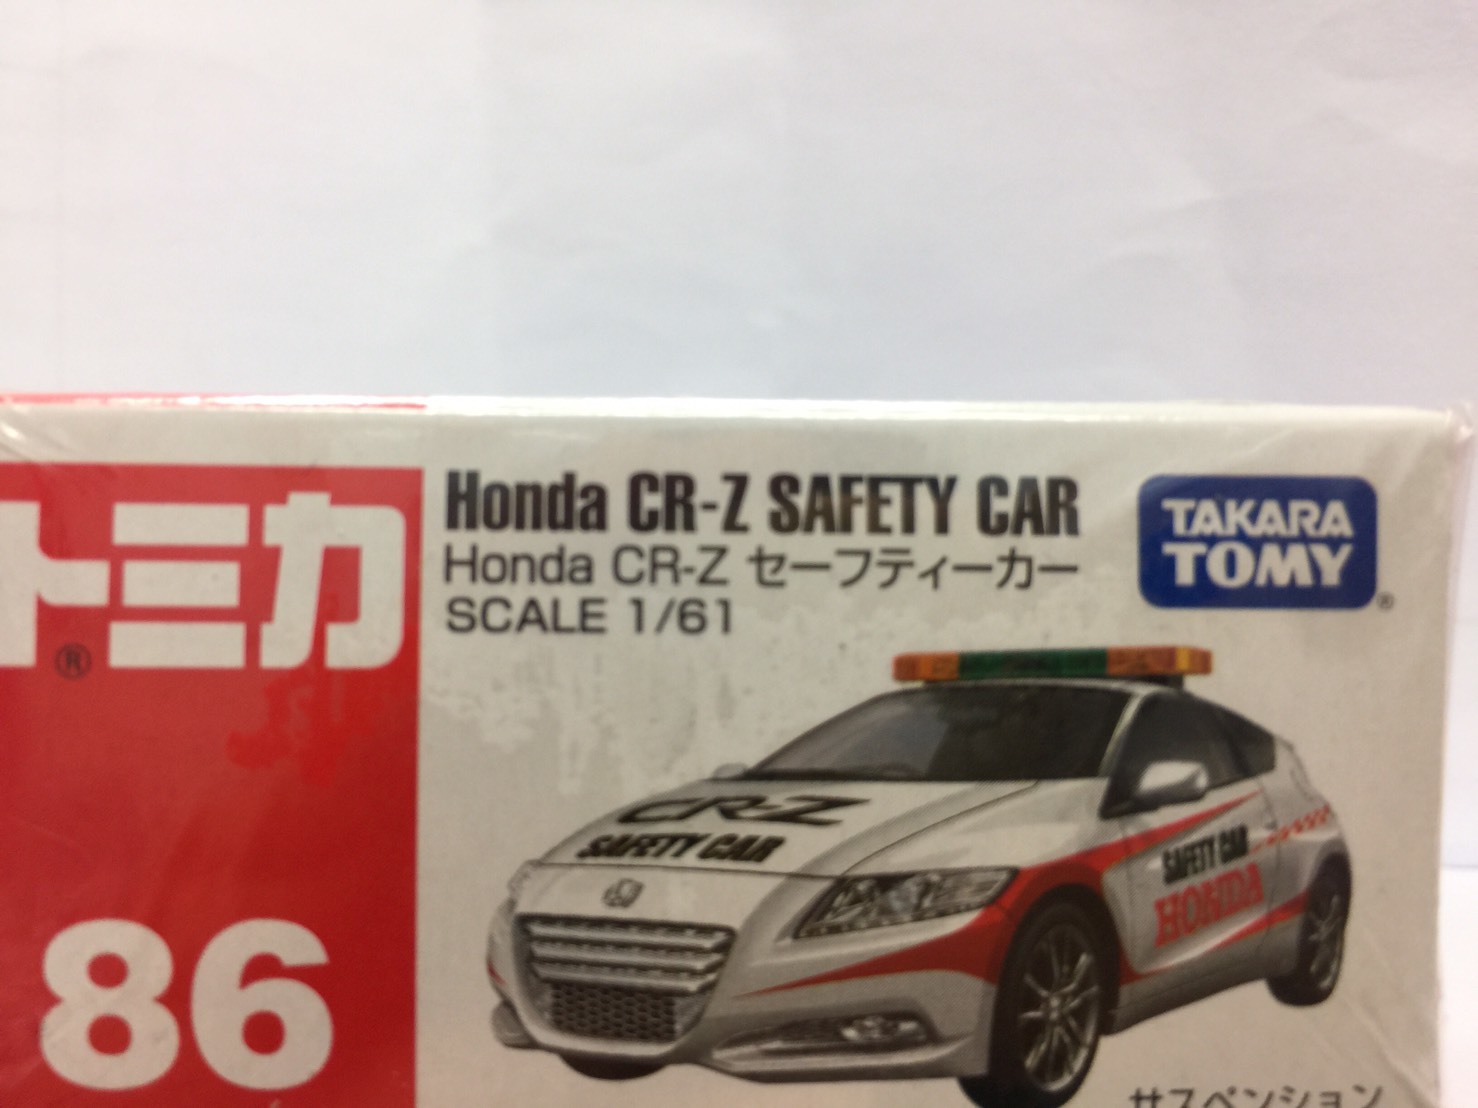 トミカ
®
86
Honda CR-Z SAFETY CAR
Honda CR-Z セーフティーカー
SCALE 1/61
TAKARA
TOMY
®
CR-Z
SAFETY CAR
SAFETY CAR
HONDA
サスペンション